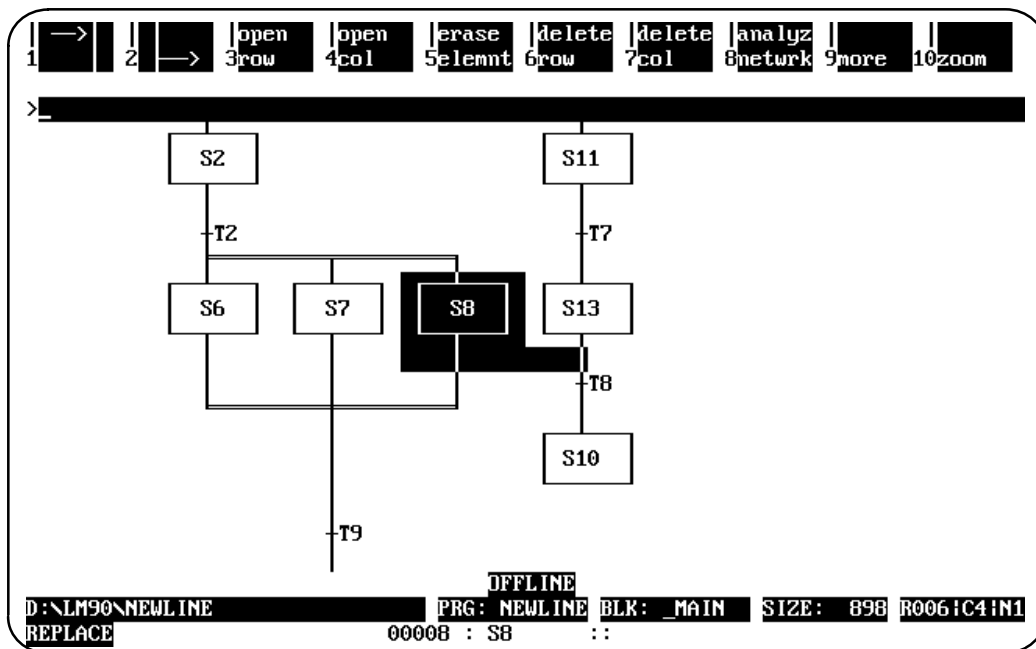 open open erase delete delete analyz
1 2 3row 4col 5elemnt 6row 7col 8netwrk 9more 10zoom
>_
S2 S11
T2 T7
S6 S7 S8 S13
T8
S10
T9
OFFLINE
D:\LM90\NEWLINE PRG: NEWLINE BLK: _MAIN SIZE: 898 R006|C4|N1
REPLACE 00008 : S8 ::